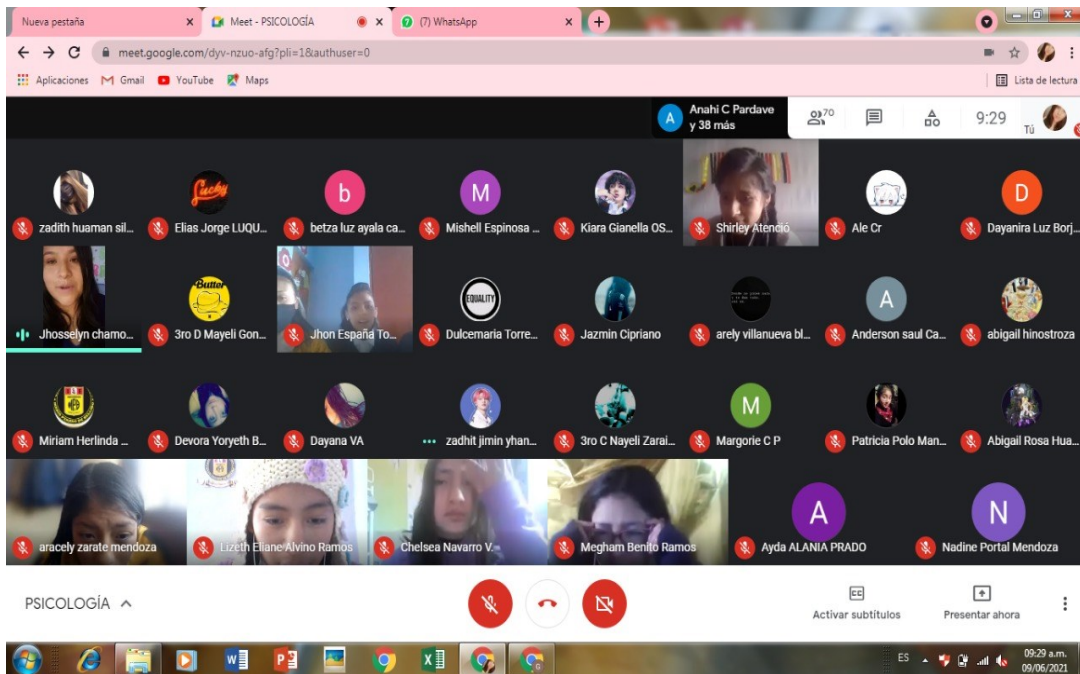 Nueva pestaña
Meet - PSICOLOGÍA
(7) WhatsApp
meet.google.com/dyv-nzuo-afg?pli=1&authuser=0
Aplicaciones
Gmail
YouTube
Maps
Lista de lectura
A
Anahi C Pardave
y 38 más
70
9:29
Tú
Lucky
b
M
D
zadith huaman sil...
Elias Jorge LUQU...
betza luz ayala ca...
Mishell Espinosa ...
Kiara Gianella OS...
Shirley Atenció
Ale Cr
Dayanira Luz Borj...
Butter
EQUALITY
A
Jhosselyn chamo...
3ro D Mayeli Gon...
Jhon España To...
Dulcemaria Torre...
Jazmin Cipriano
arely villanueva bl...
Anderson saul Ca...
abigail hinostroza
M
Miriam Herlinda ...
Devora Yoryeth B...
Dayana VA
zadhit jimin yhan...
3ro C Nayeli Zarai...
Margorie C P
Patricia Polo Man...
Abigail Rosa Hua...
A
N
aracely zarate mendoza
Lizeth Eliane Alvino Ramos
Chelsea Navarro V.
Megham Benito Ramos
Ayda ALANIA PRADO
Nadine Portal Mendoza
PSICOLOGÍA
CC
Activar subtítulos
Presentar ahora
ES
09:29 a.m.
09/06/2021